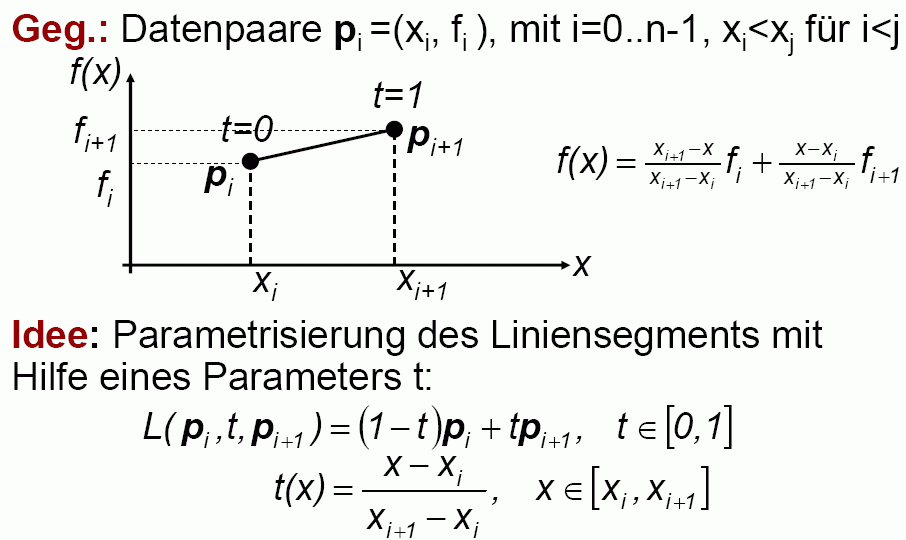 Geg.: Datenpaare pᵢ =(xᵢ, fᵢ ), mit i=0..n-1, xᵢ<xⱼ für i<j
f(x)
t=1
t=0
fᵢ₊₁
pᵢ₊₁
pᵢ
fᵢ
f(x) = (xᵢ₊₁−x)/(xᵢ₊₁−xᵢ) fᵢ + (x−xᵢ)/(xᵢ₊₁−xᵢ) fᵢ₊₁
x
xᵢ
xᵢ₊₁
Idee: Parametrisierung des Liniensegments mit
Hilfe eines Parameters t:
L( pᵢ ,t, pᵢ₊₁ ) = (1−t)pᵢ + tpᵢ₊₁ , t ∈ [0,1]
t(x) = (x − xᵢ)/(xᵢ₊₁ − xᵢ) , x ∈ [xᵢ , xᵢ₊₁]